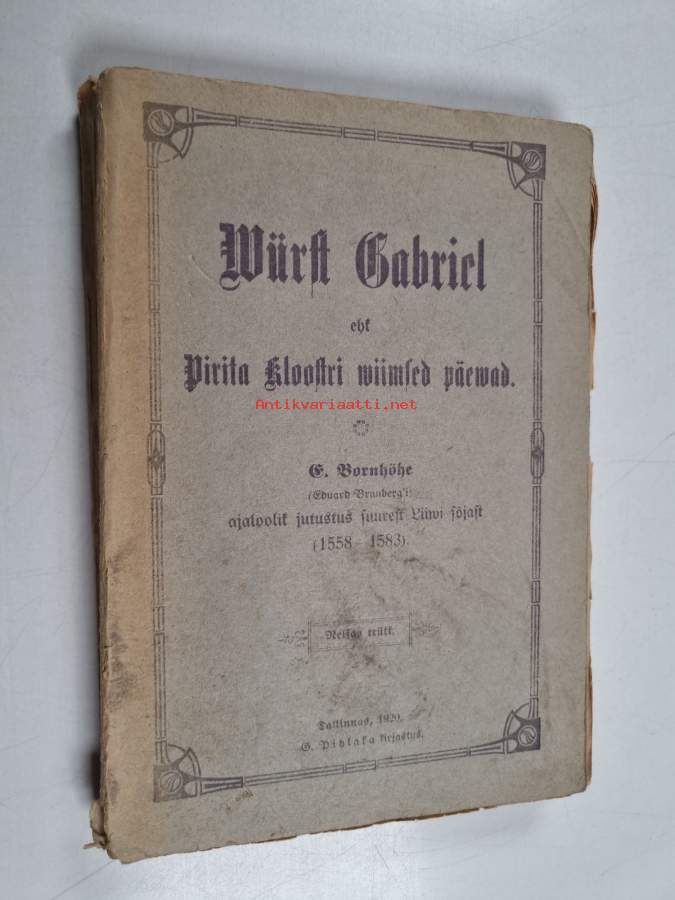 Würst Gabriel
ehk
Pirita Kloostri wiimsed päewad.
Antikvariaatti.net
E. Bornhöhe
(Eduard Brunberg'i)
ajaloolik jutustus suurest Liiwi sõjast
(1558–1583).
Neljas trükk.
Tallinnas, 1920.
G. Pihlaka kirjastus.